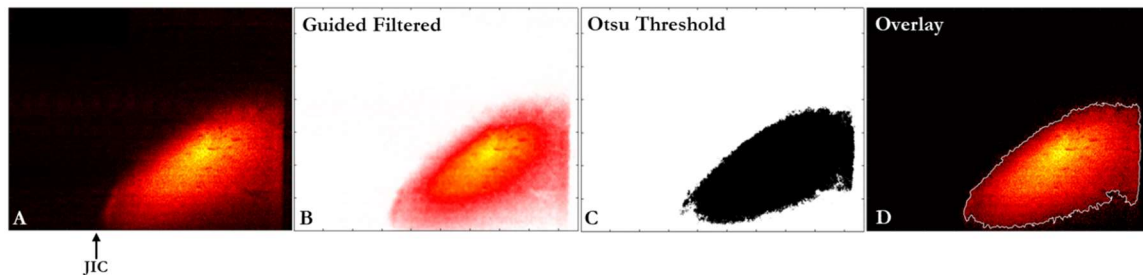 Guided Filtered
Otsu Threshold
Overlay
A
B
C
D
JIC